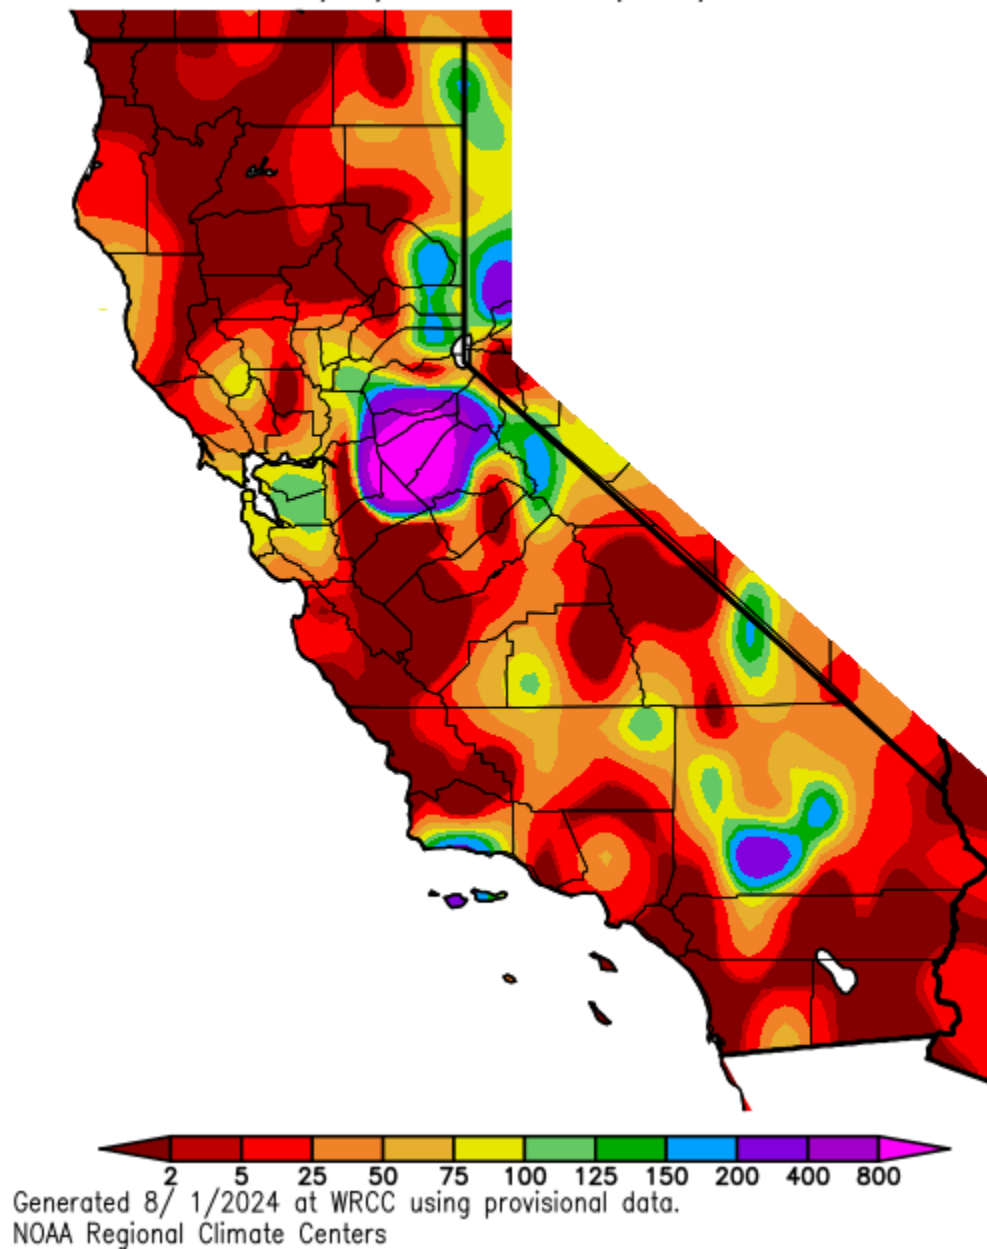 2 5 25 50 75 100 125 150 200 400 800
Generated 8/ 1/2024 at WRCC using provisional data.
NOAA Regional Climate Centers